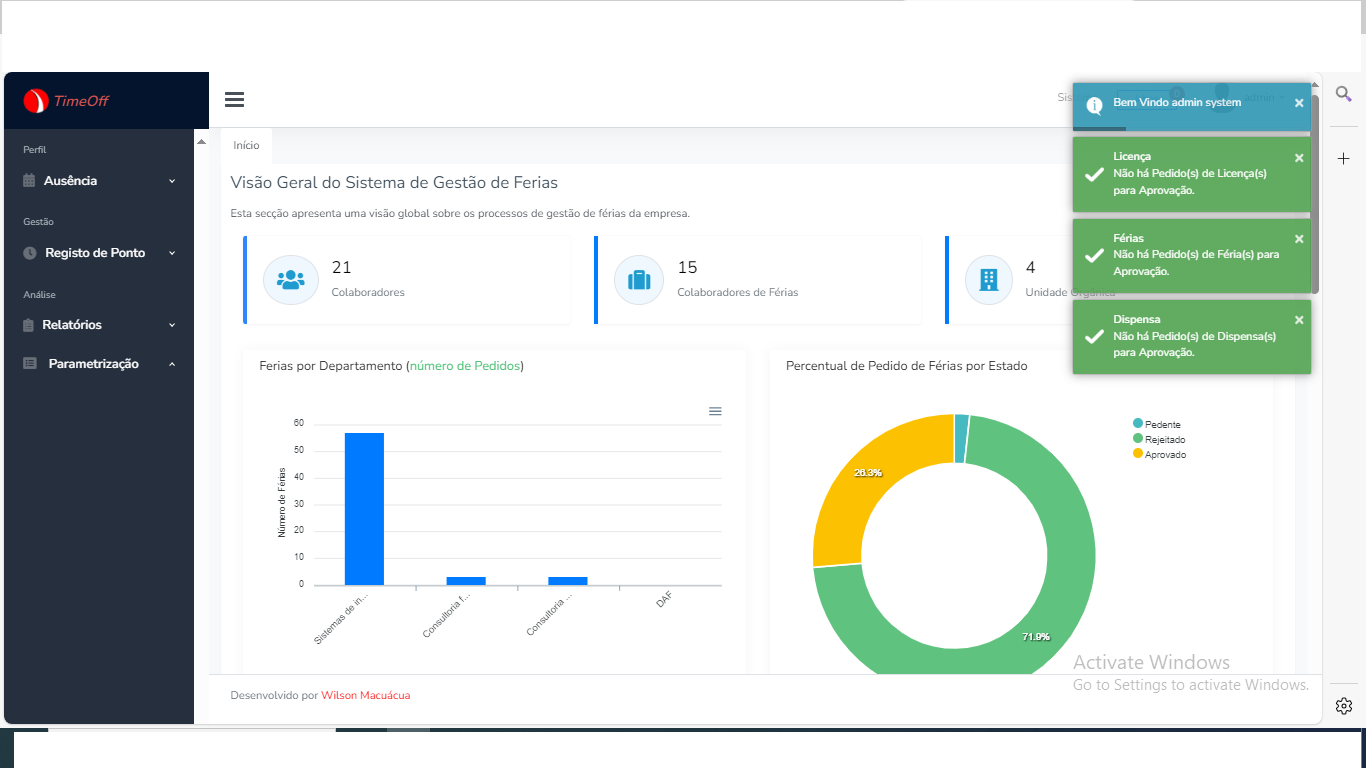 TimeOff
Perfil
Ausência
Gestão
Registo de Ponto
Análise
Relatórios
Parametrização
Início
Visão Geral do Sistema de Gestão de Ferias
Esta secção apresenta uma visão global sobre os processos de gestão de férias da empresa.
21
Colaboradores
15
Colaboradores de Férias
4
Unidade Orgânica
Bem Vindo admin system
×
Licença
×
Não há Pedido(s) de Licença(s)
para Aprovação.
Férias
×
Não há Pedido(s) de Féria(s) para
Aprovação.
Dispensa
×
Não há Pedido(s) de Dispensa(s)
para Aprovação.
Ferias por Departamento (número de Pedidos)
Número de Férias
60
50
40
30
20
10
0
Sistemas de in...
Consultoria f...
Consultoria ...
DAF
Percentual de Pedido de Férias por Estado
Pedente
Rejeitado
Aprovado
26.3%
71.9%
Activate Windows
Go to Settings to activate Windows.
Desenvolvido por Wilson Macuácua